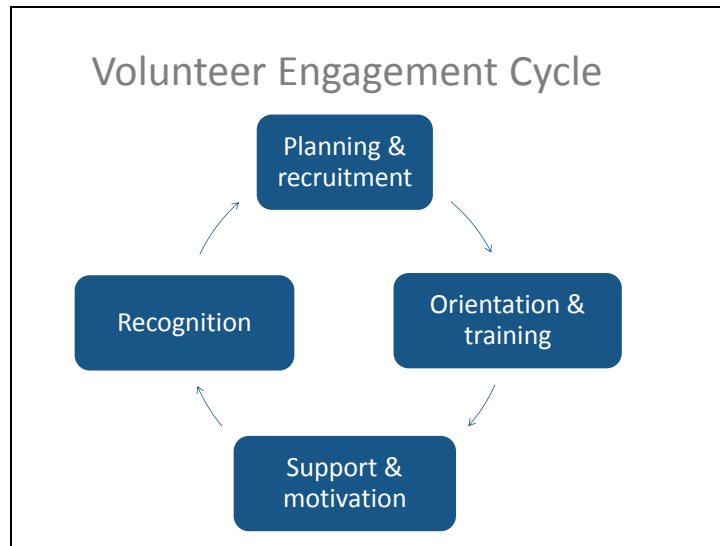 Volunteer Engagement Cycle
Planning &
recruitment
Orientation &
training
Support &
motivation
Recognition